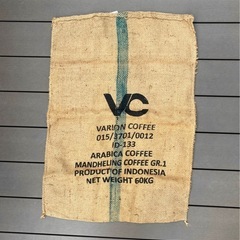 VC
VARION COFFEE
015/3701/0012
ID-133
ARABICA COFFEE
MANDHELING COFFEE GR.1
PRODUCT OF INDONESIA
NET WEIGHT 60KG